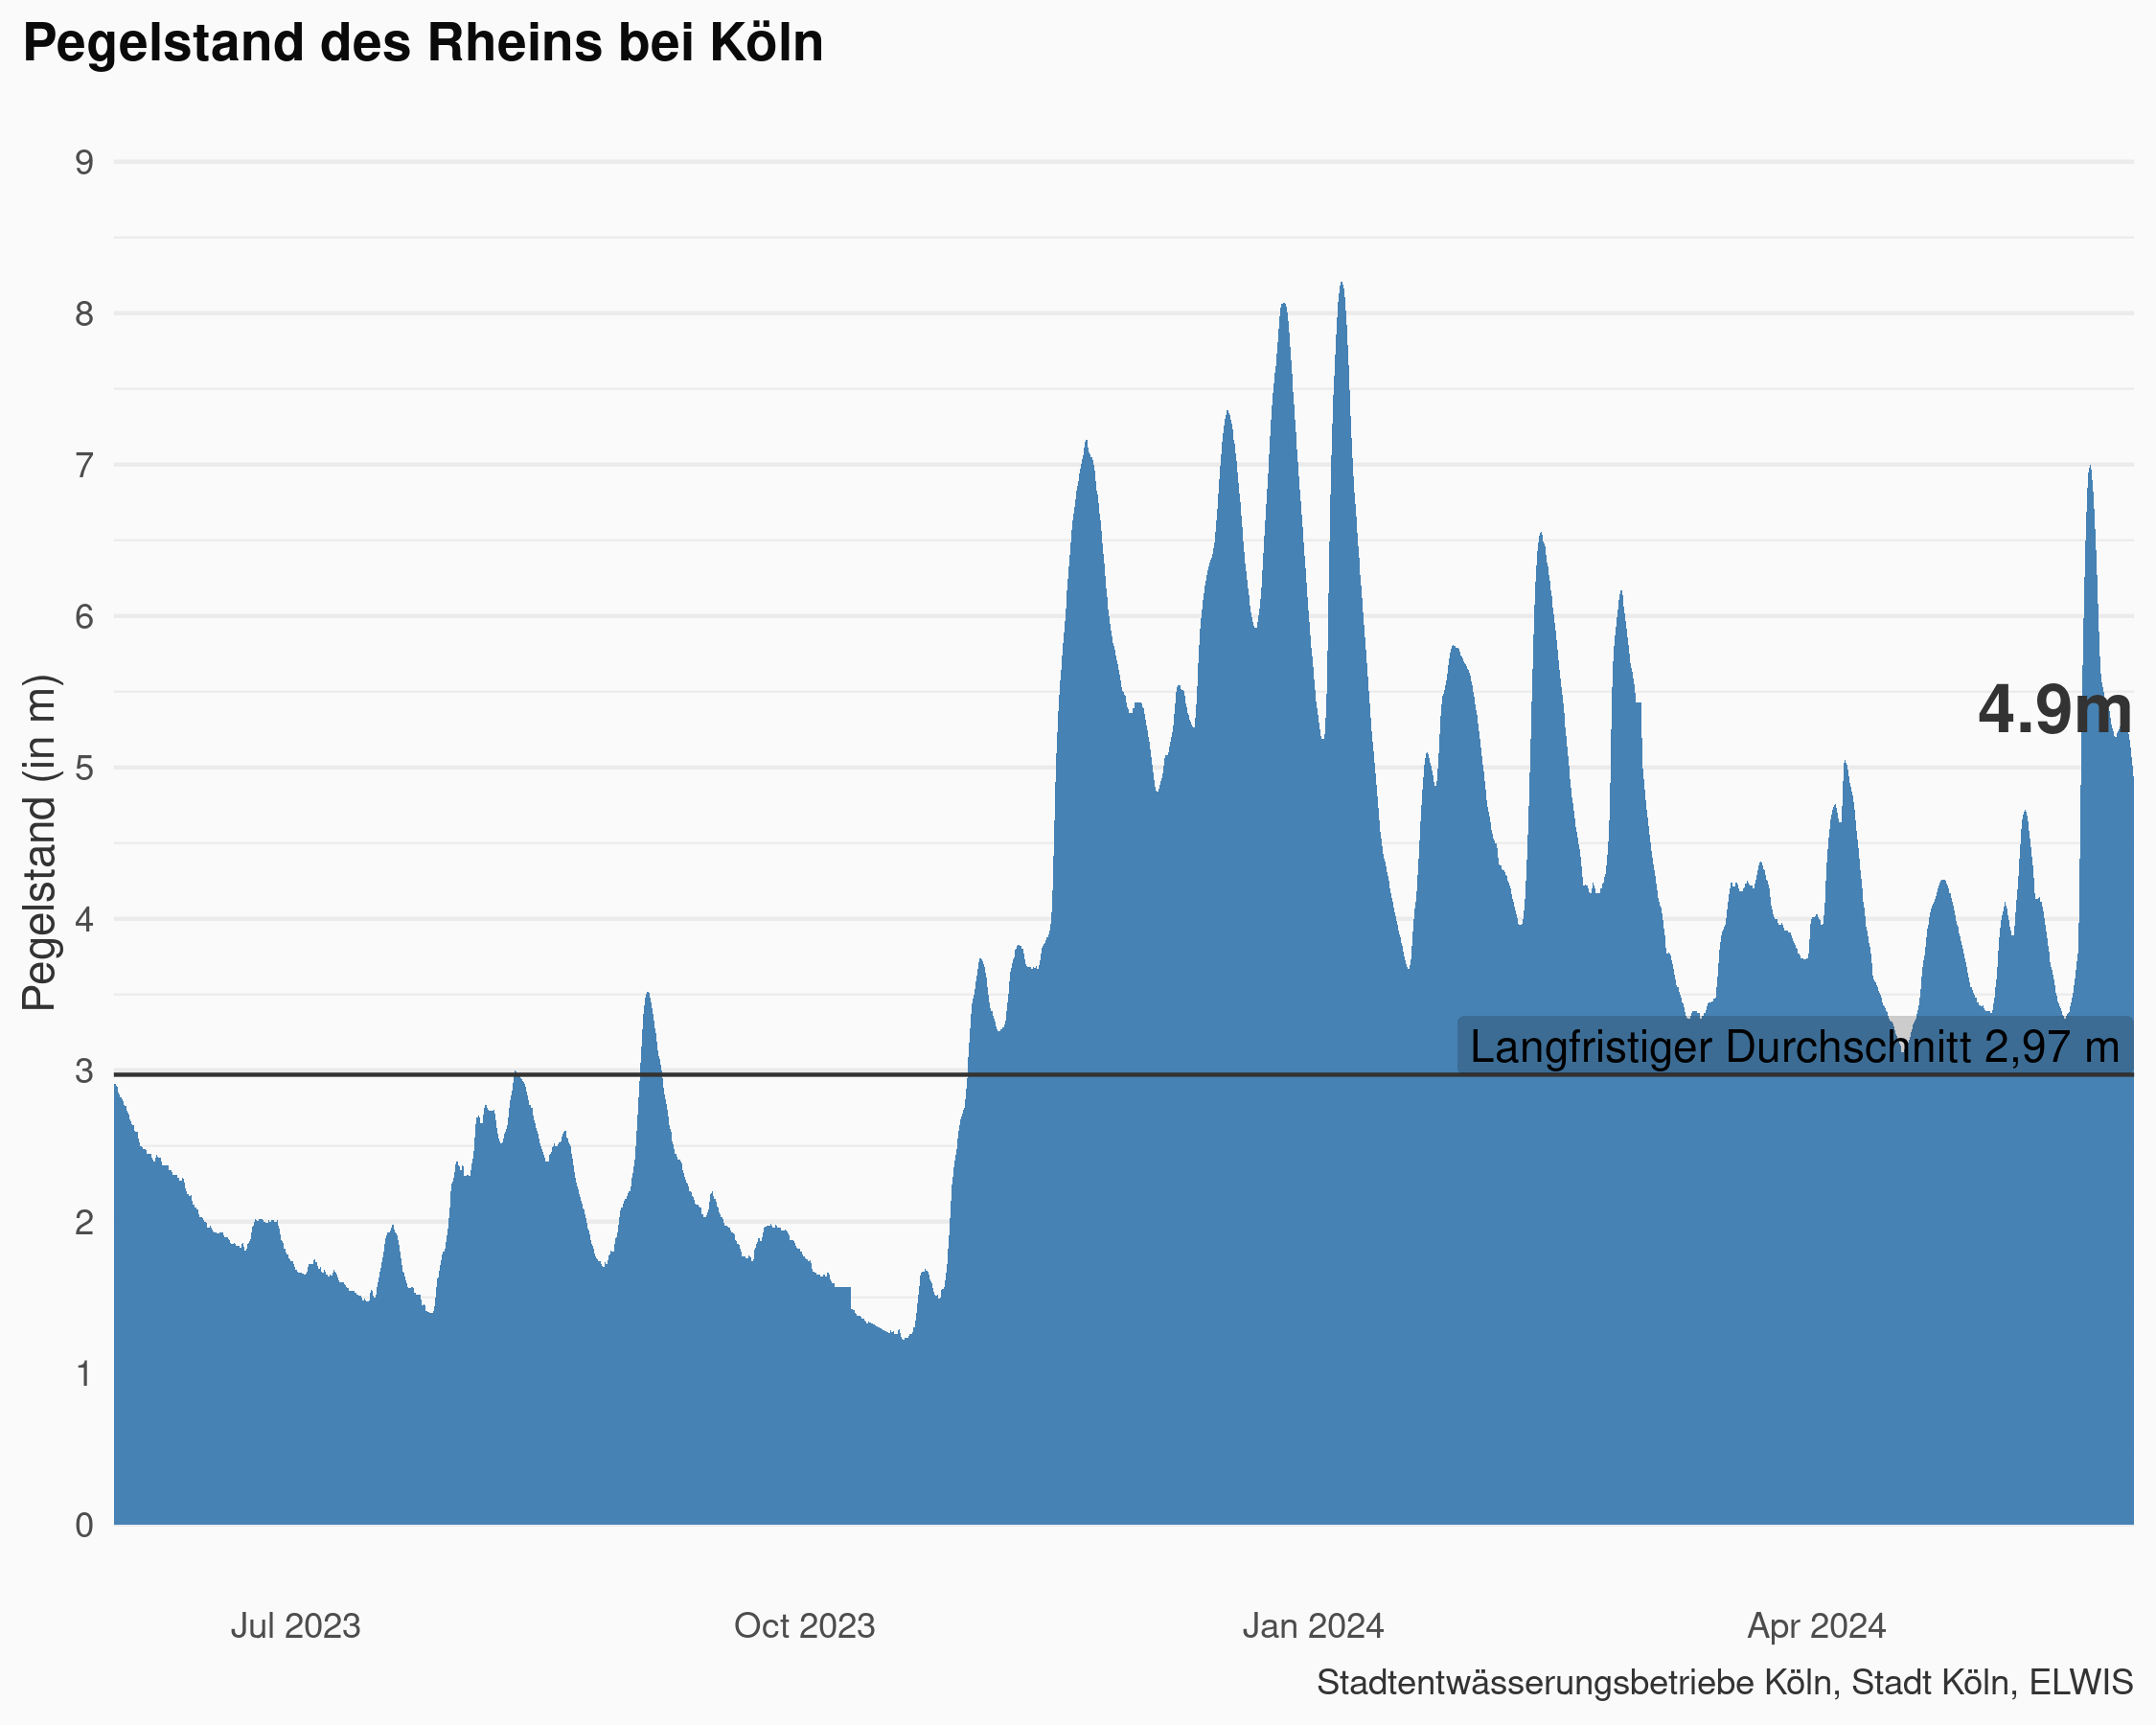 Pegelstand des Rheins bei Köln
Pegelstand (in m)
9
8
7
6
5
4
3
2
1
0
4.9m
Langfristiger Durchschnitt 2,97 m
Jul 2023
Oct 2023
Jan 2024
Apr 2024
Stadtentwässerungsbetriebe Köln, Stadt Köln, ELWIS